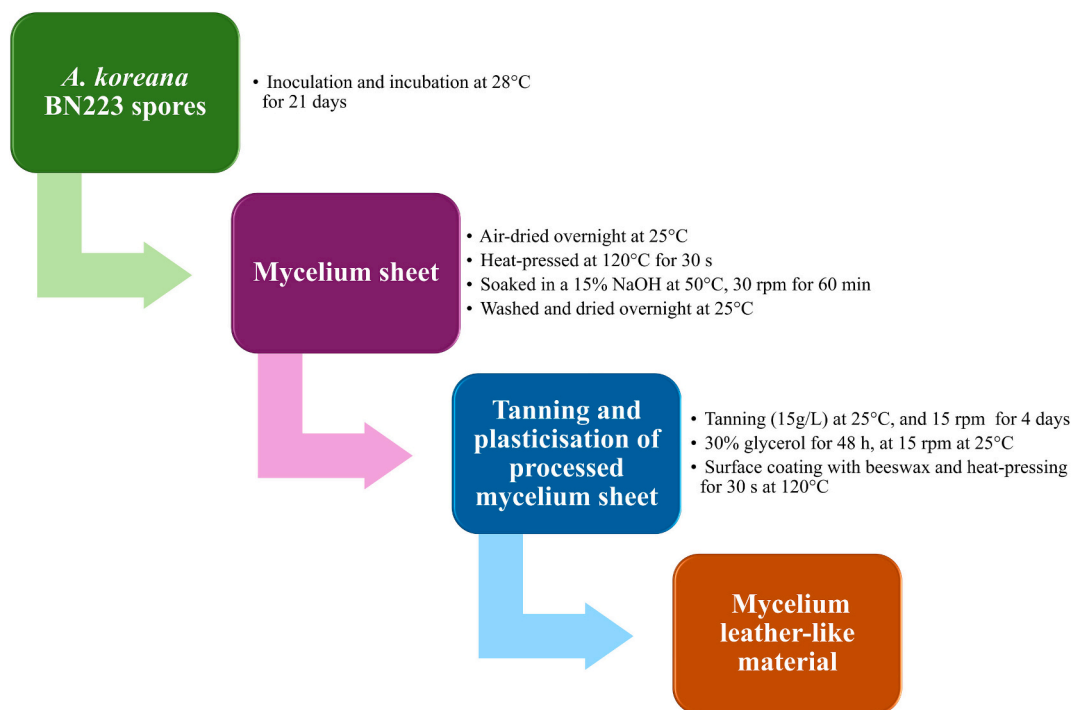 A. koreana
BN223 spores
• Inoculation and incubation at 28°C
for 21 days
Mycelium sheet
• Air-dried overnight at 25°C
• Heat-pressed at 120°C for 30 s
• Soaked in a 15% NaOH at 50°C, 30 rpm for 60 min
• Washed and dried overnight at 25°C
Tanning and
plasticisation of
processed
mycelium sheet
• Tanning (15g/L) at 25°C, and 15 rpm for 4 days
• 30% glycerol for 48 h, at 15 rpm at 25°C
• Surface coating with beeswax and heat-pressing
for 30 s at 120°C
Mycelium
leather-like
material